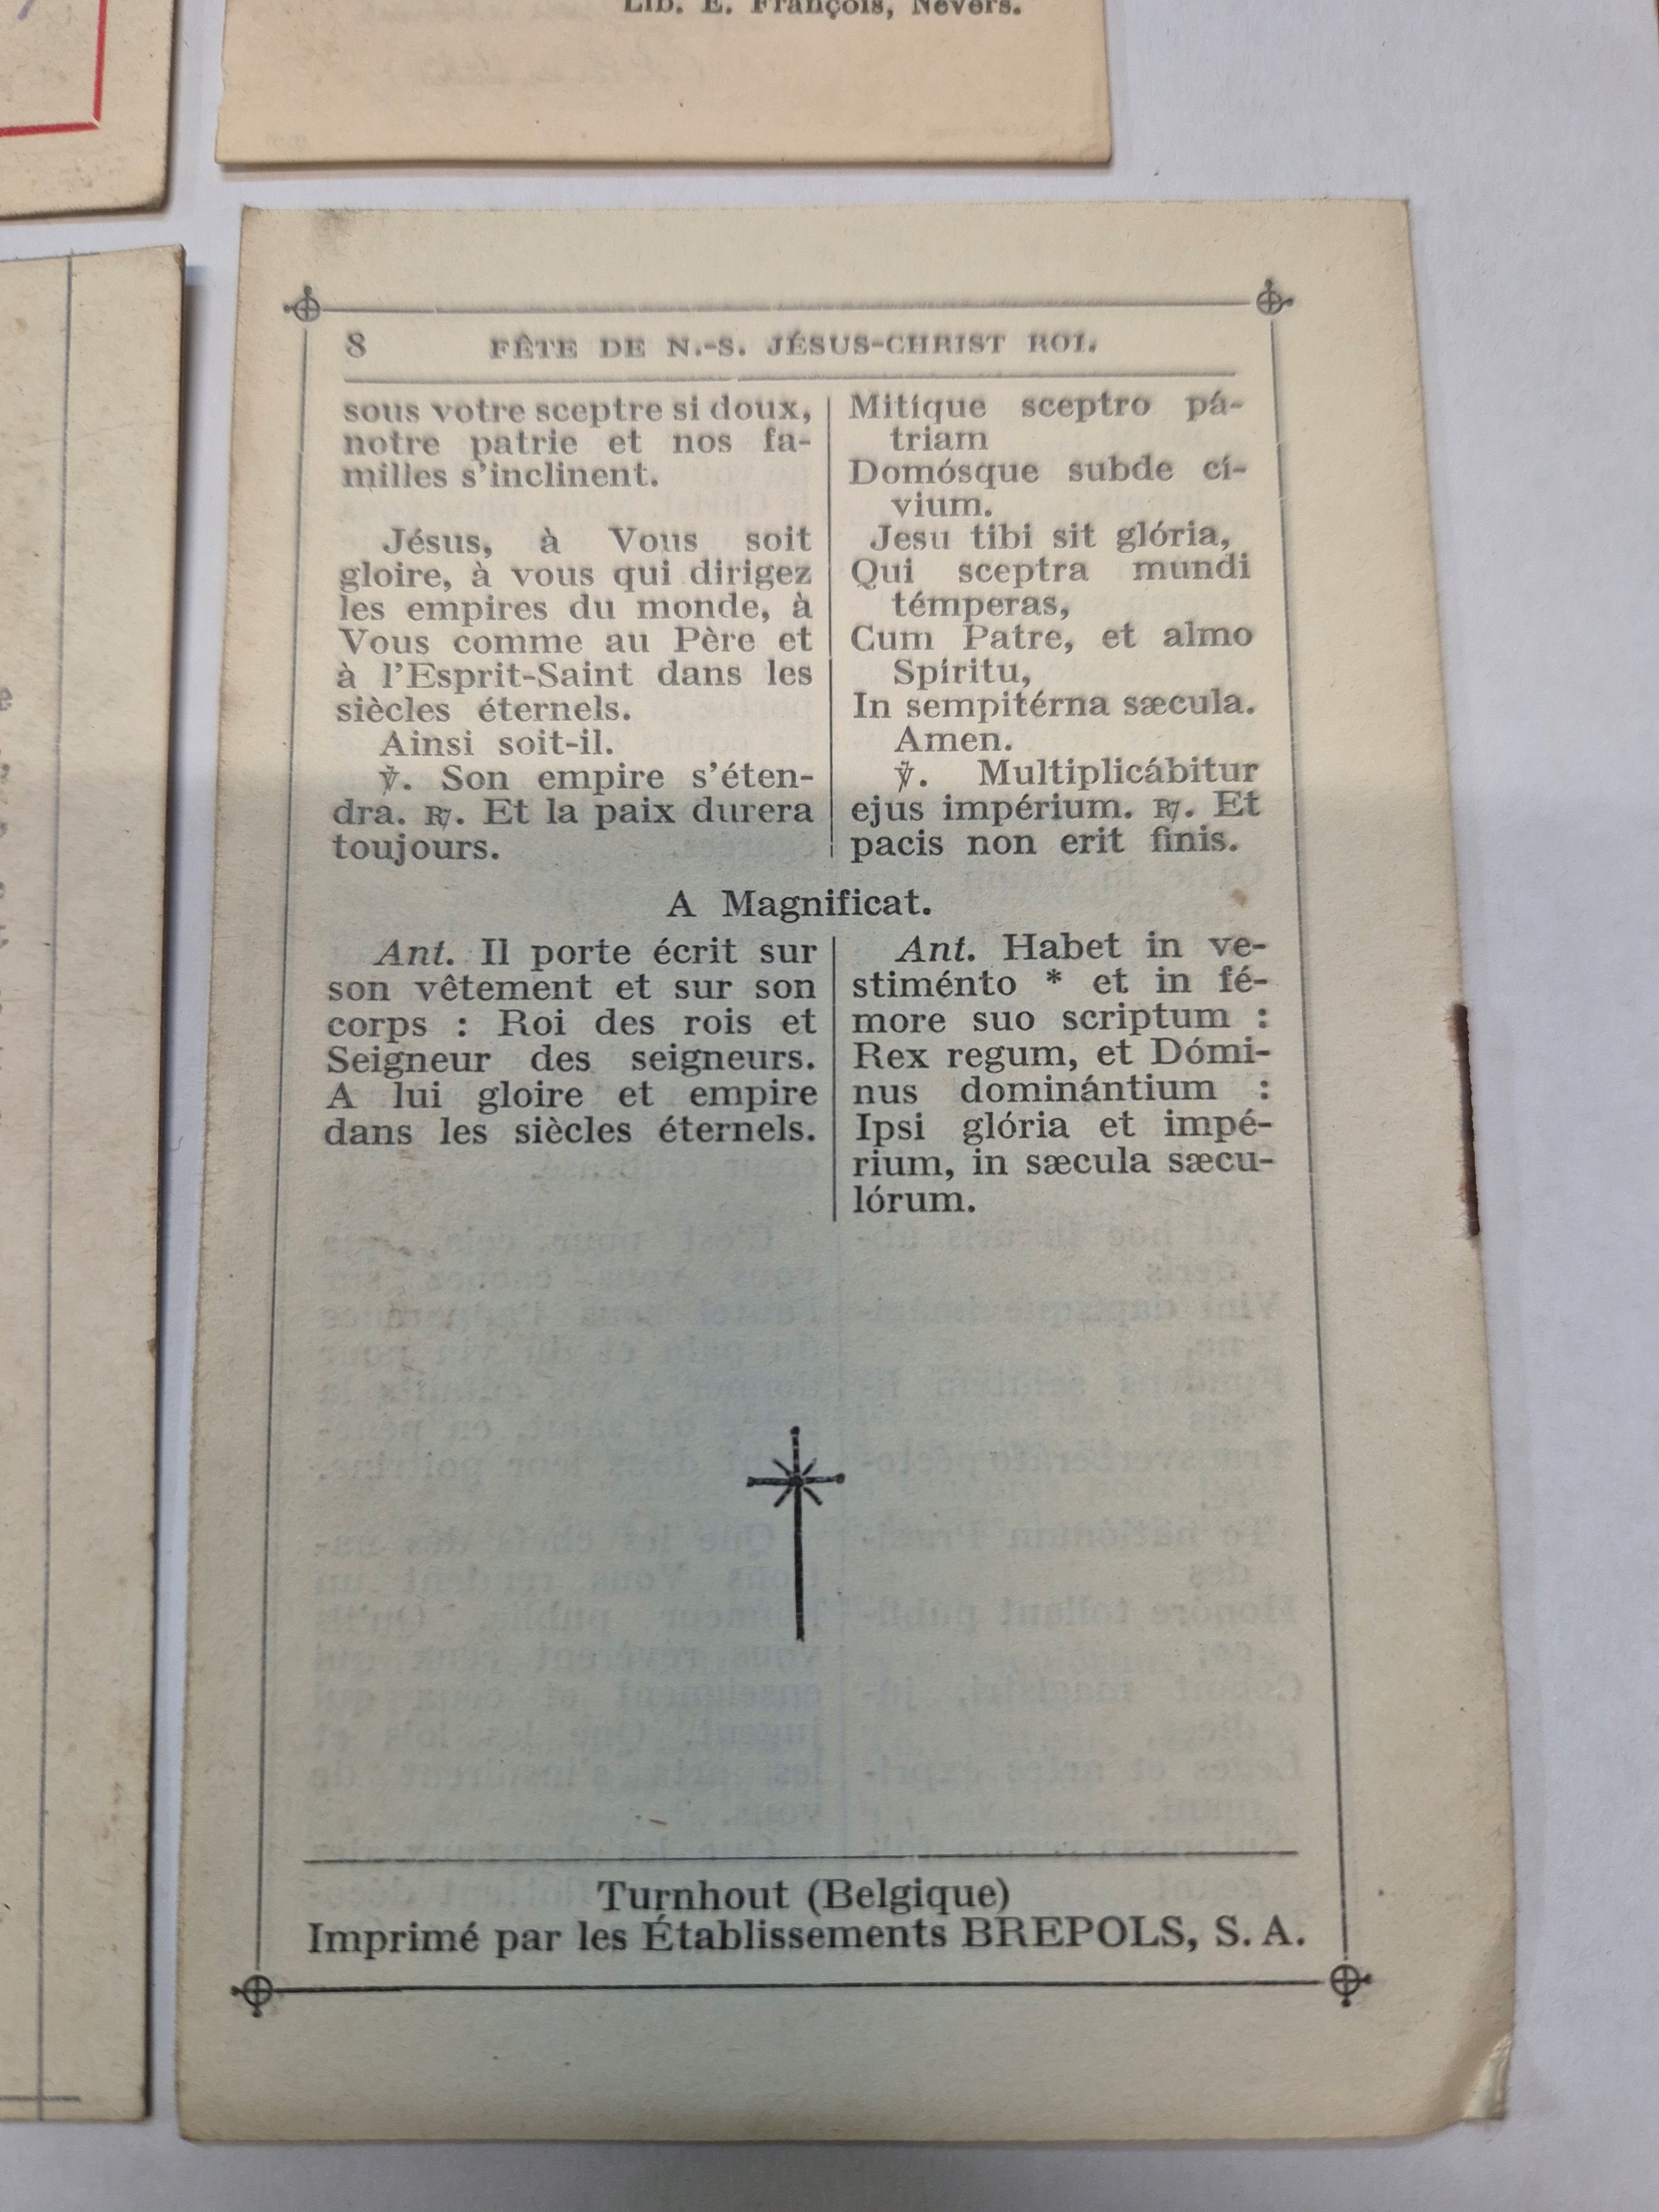 Lib. E. François, Nevers.
8 FÊTE DE N.-S. JÉSUS-CHRIST ROI.
sous votre sceptre si doux,
notre patrie et nos fa-
milles s'inclinent.
Jésus, à Vous soit
gloire, à vous qui dirigez
les empires du monde, à
Vous comme au Père et
à l'Esprit-Saint dans les
siècles éternels.
Ainsi soit-il.
℣. Son empire s'éten-
dra. ℟. Et la paix durera
toujours.
Mitíque sceptro pá-
triam
Domósque subde cí-
vium.
Jesu tibi sit glória,
Qui sceptra mundi
témperas,
Cum Patre, et almo
Spíritu,
In sempitérna sæcula.
Amen.
℣. Multiplicábitur
ejus impérium. ℟. Et
pacis non erit finis.
A Magnificat.
Ant. Il porte écrit sur
son vêtement et sur son
corps : Roi des rois et
Seigneur des seigneurs.
A lui gloire et empire
dans les siècles éternels.
Ant. Habet in ve-
stiménto * et in fé-
more suo scriptum :
Rex regum, et Dómi-
nus dominántium :
Ipsi glória et impé-
rium, in sæcula sæcu-
lórum.
Turnhout (Belgique)
Imprimé par les Établissements BREPOLS, S. A.